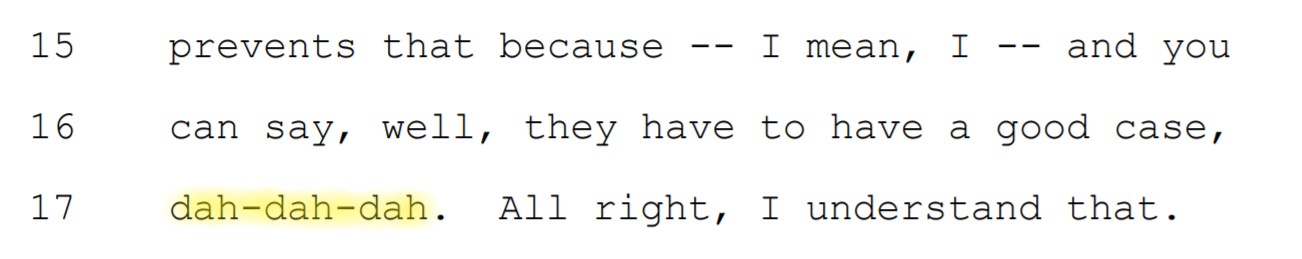 15 prevents that because -- I mean, I -- and you
16 can say, well, they have to have a good case,
17 dah-dah-dah. All right, I understand that.